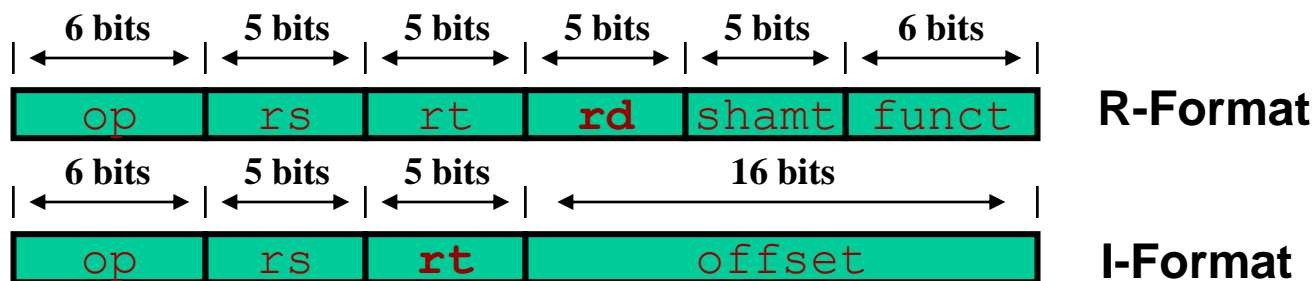 6 bits 5 bits 5 bits 5 bits 5 bits 6 bits
op rs rt rd shamt funct R-Format
6 bits 5 bits 5 bits 16 bits
op rs rt offset I-Format